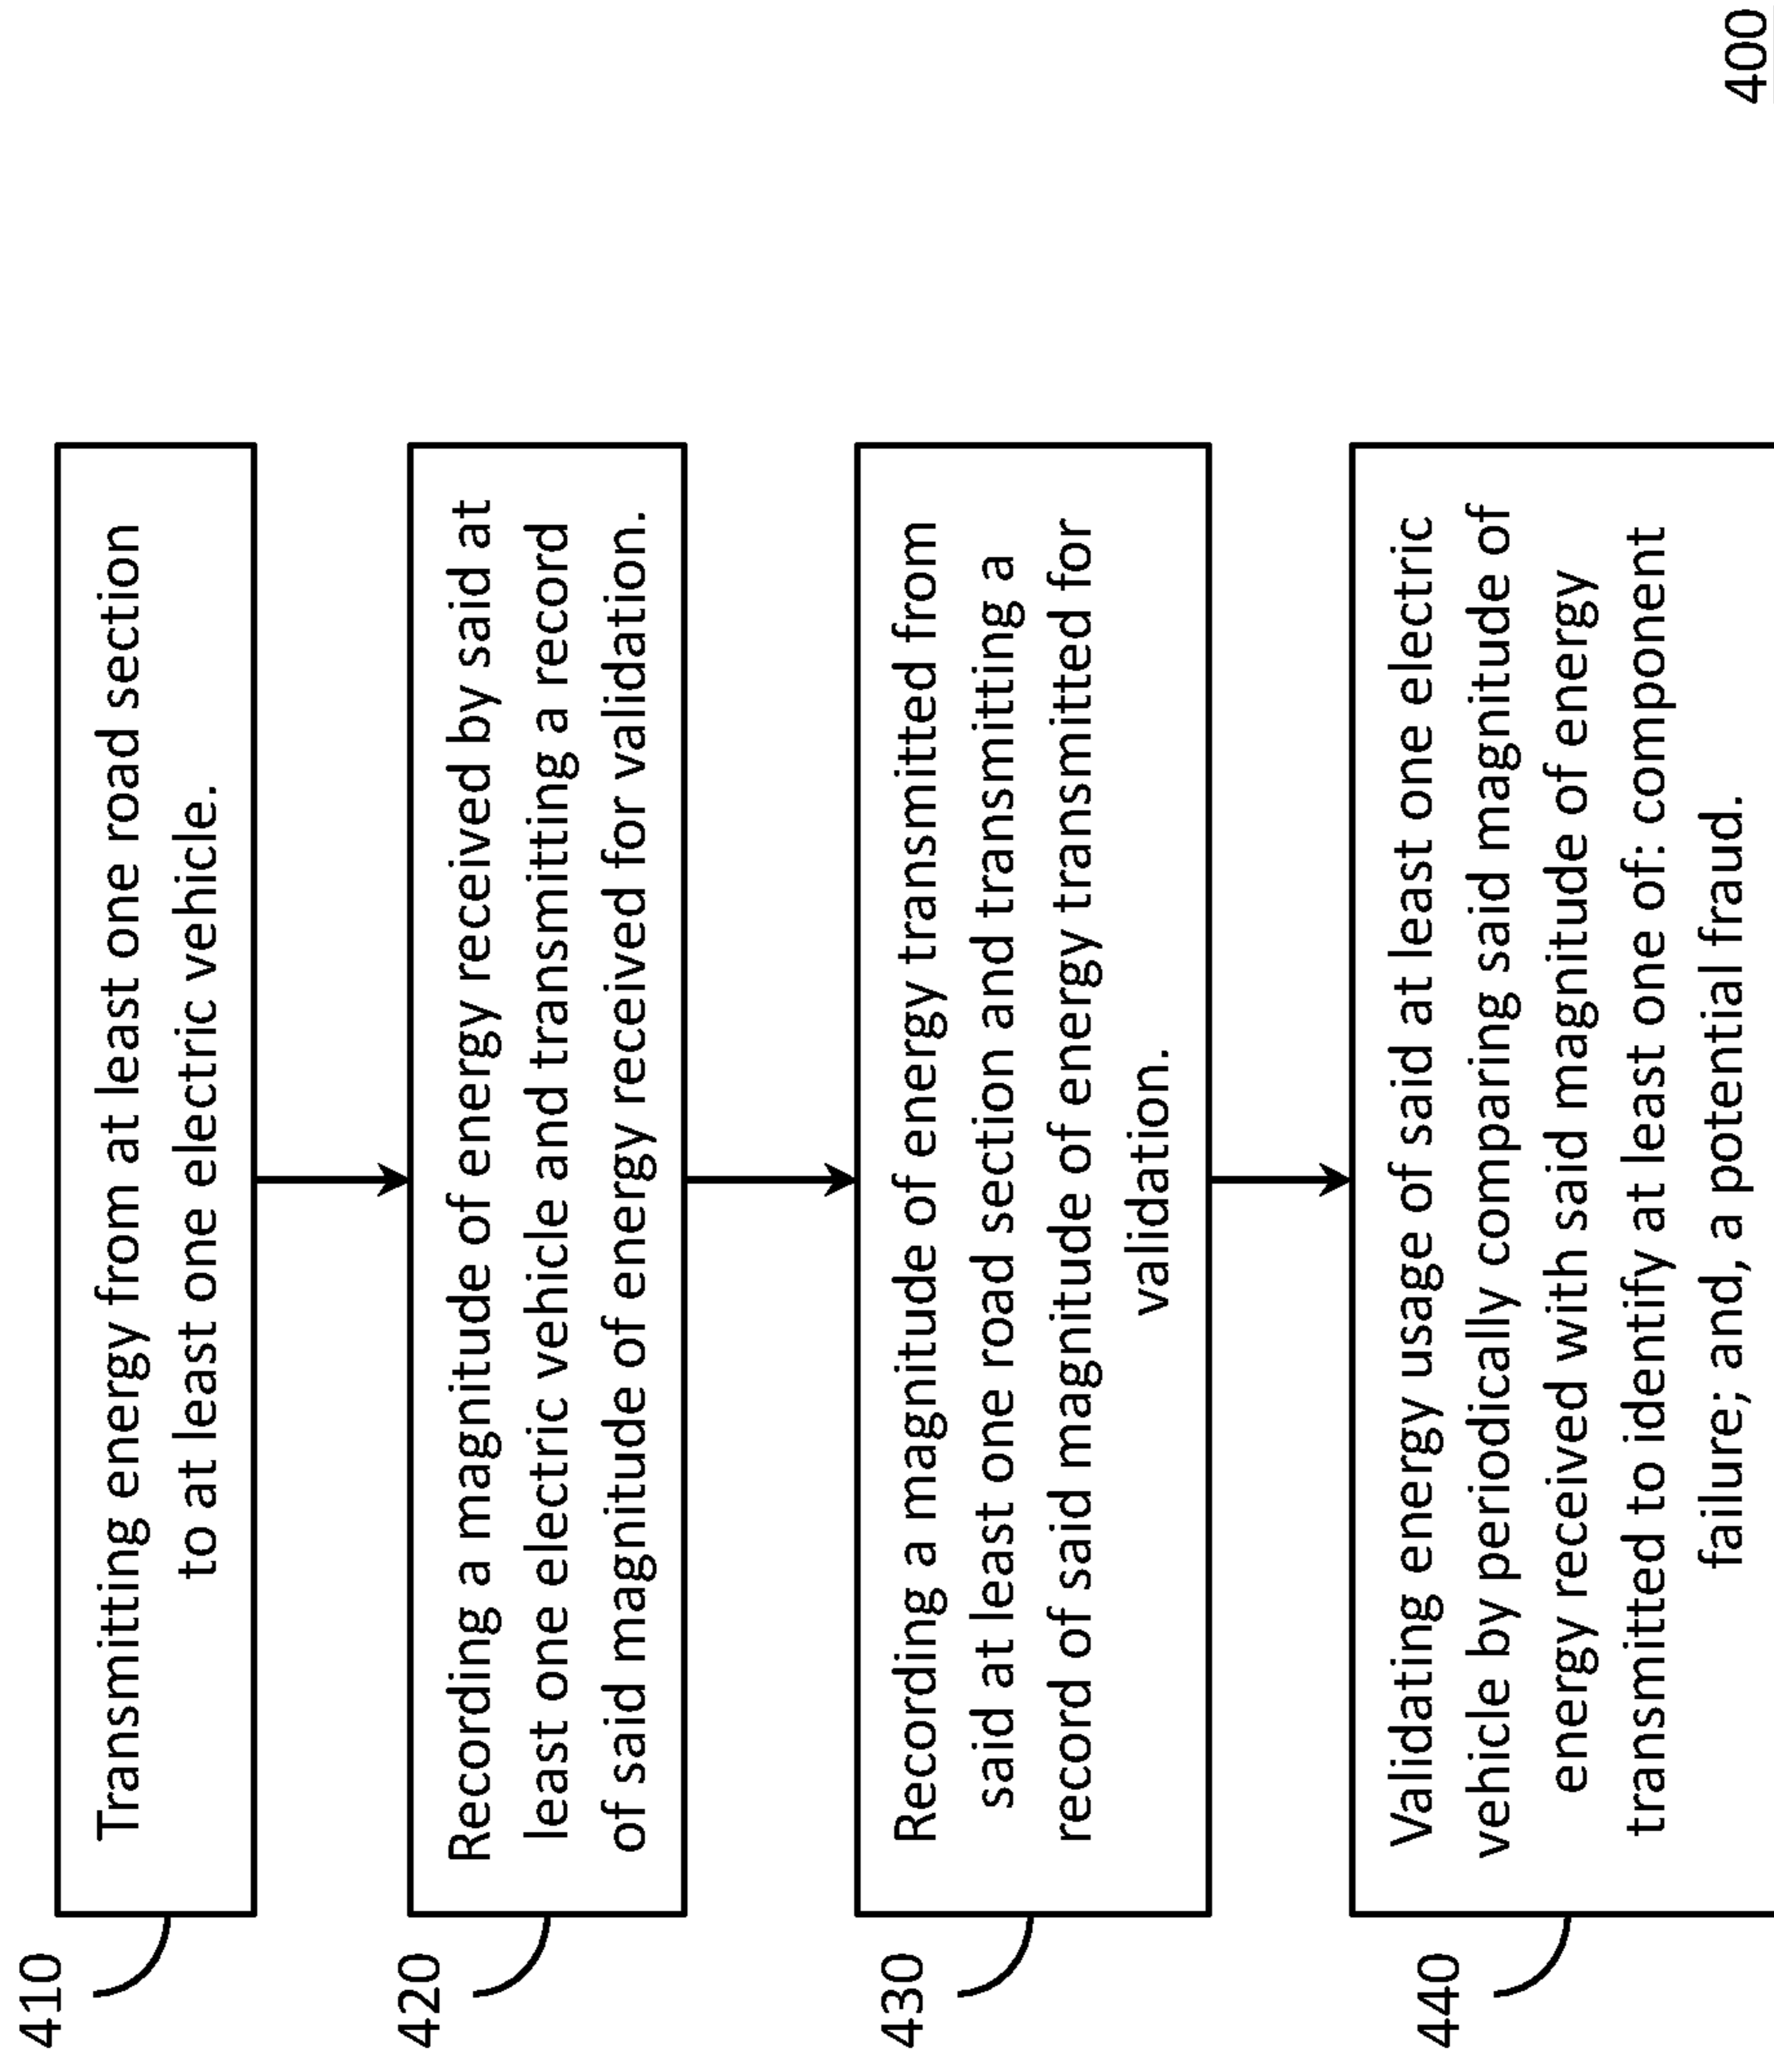 410
Transmitting energy from at least one road section
to at least one electric vehicle.
420
Recording a magnitude of energy received by said at
least one electric vehicle and transmitting a record
of said magnitude of energy received for validation.
430
Recording a magnitude of energy transmitted from
said at least one road section and transmitting a
record of said magnitude of energy transmitted for
validation.
440
Validating energy usage of said at least one electric
vehicle by periodically comparing said magnitude of
energy received with said magnitude of energy
transmitted to identify at least one of: component
failure; and, a potential fraud.
400